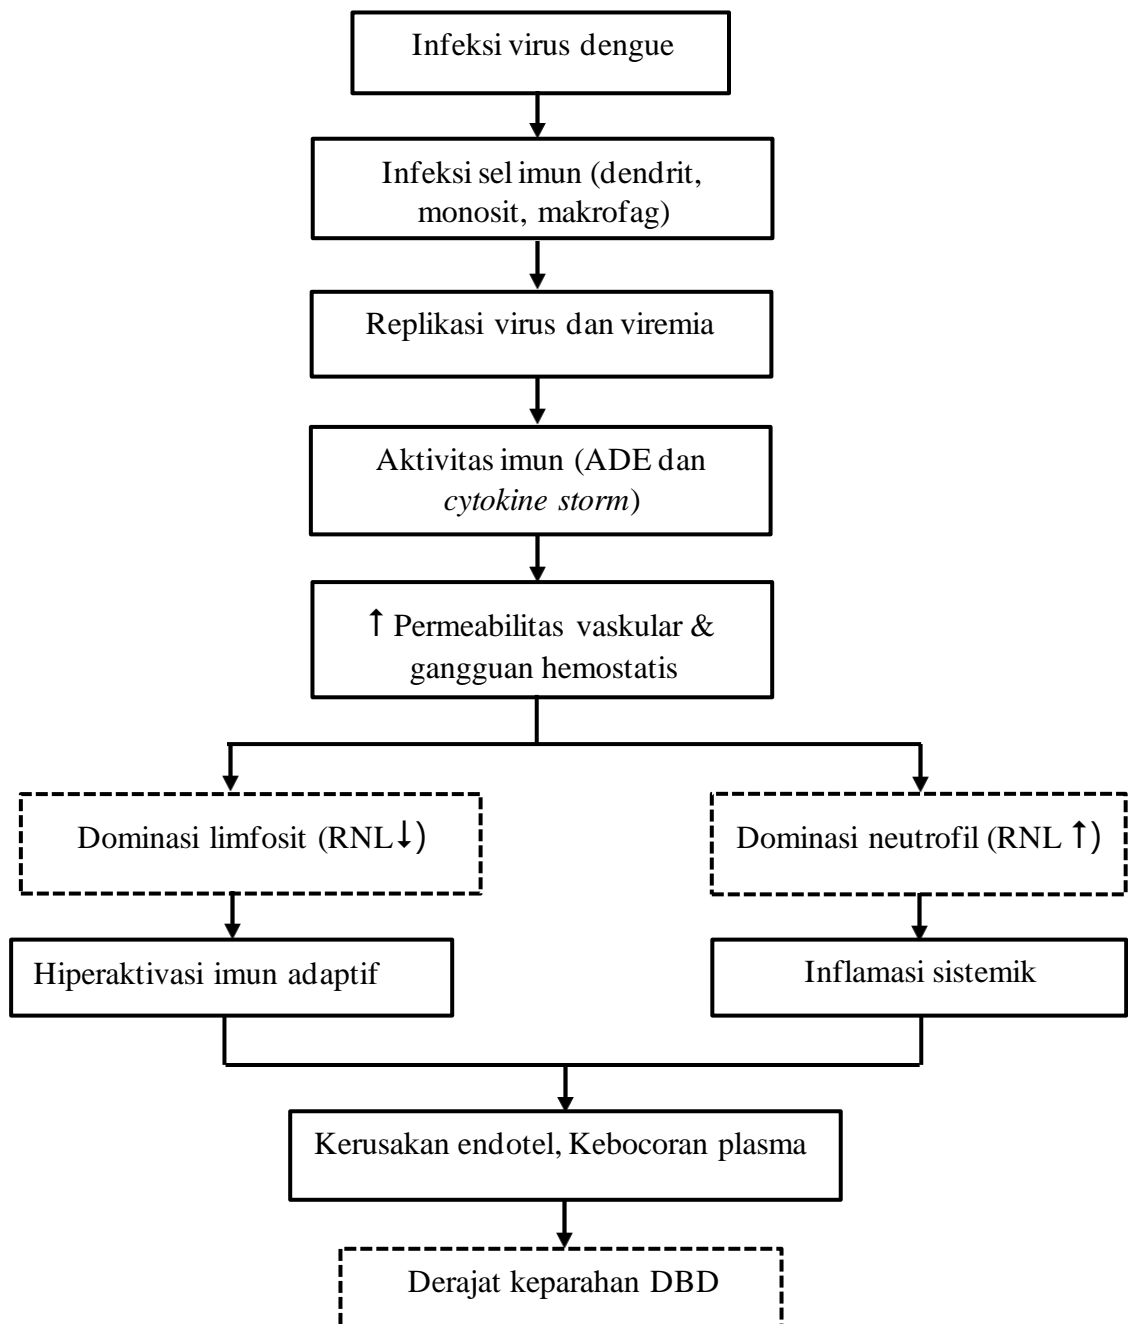 Infeksi virus dengue
Infeksi sel imun (dendrit,
monosit, makrofag)
Replikasi virus dan viremia
Aktivitas imun (ADE dan
cytokine storm)
↑ Permeabilitas vaskular &
gangguan hemostatis
Dominasi limfosit (RNL↓)
Dominasi neutrofil (RNL ↑)
Hiperaktivasi imun adaptif
Inflamasi sistemik
Kerusakan endotel, Kebocoran plasma
Derajat keparahan DBD